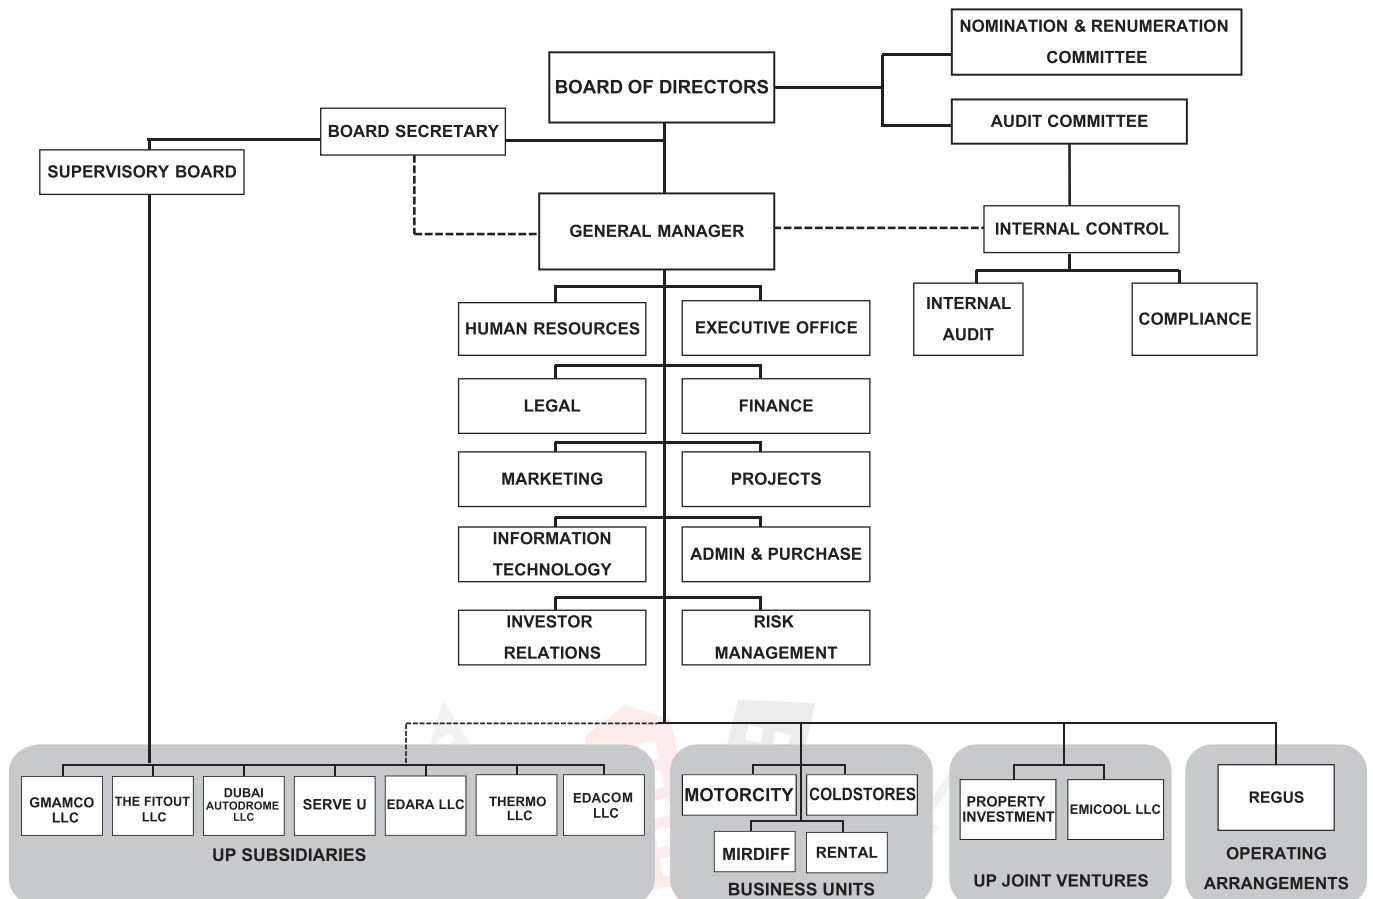 NOMINATION & RENUMERATION
COMMITTEE
BOARD OF DIRECTORS
AUDIT COMMITTEE
BOARD SECRETARY
SUPERVISORY BOARD
GENERAL MANAGER
INTERNAL CONTROL
INTERNAL
AUDIT
COMPLIANCE
HUMAN RESOURCES
EXECUTIVE OFFICE
LEGAL
FINANCE
MARKETING
PROJECTS
INFORMATION
TECHNOLOGY
ADMIN & PURCHASE
INVESTOR
RELATIONS
RISK
MANAGEMENT
GMAMCO
LLC
THE FITOUT
LLC
DUBAI
AUTODROME
LLC
SERVE U
EDARA LLC
THERMO
LLC
EDACOM
LLC
UP SUBSIDIARIES
MOTORCITY
COLDSTORES
MIRDIFF
RENTAL
BUSINESS UNITS
PROPERTY
INVESTMENT
EMICOOL LLC
UP JOINT VENTURES
REGUS
OPERATING
ARRANGEMENTS